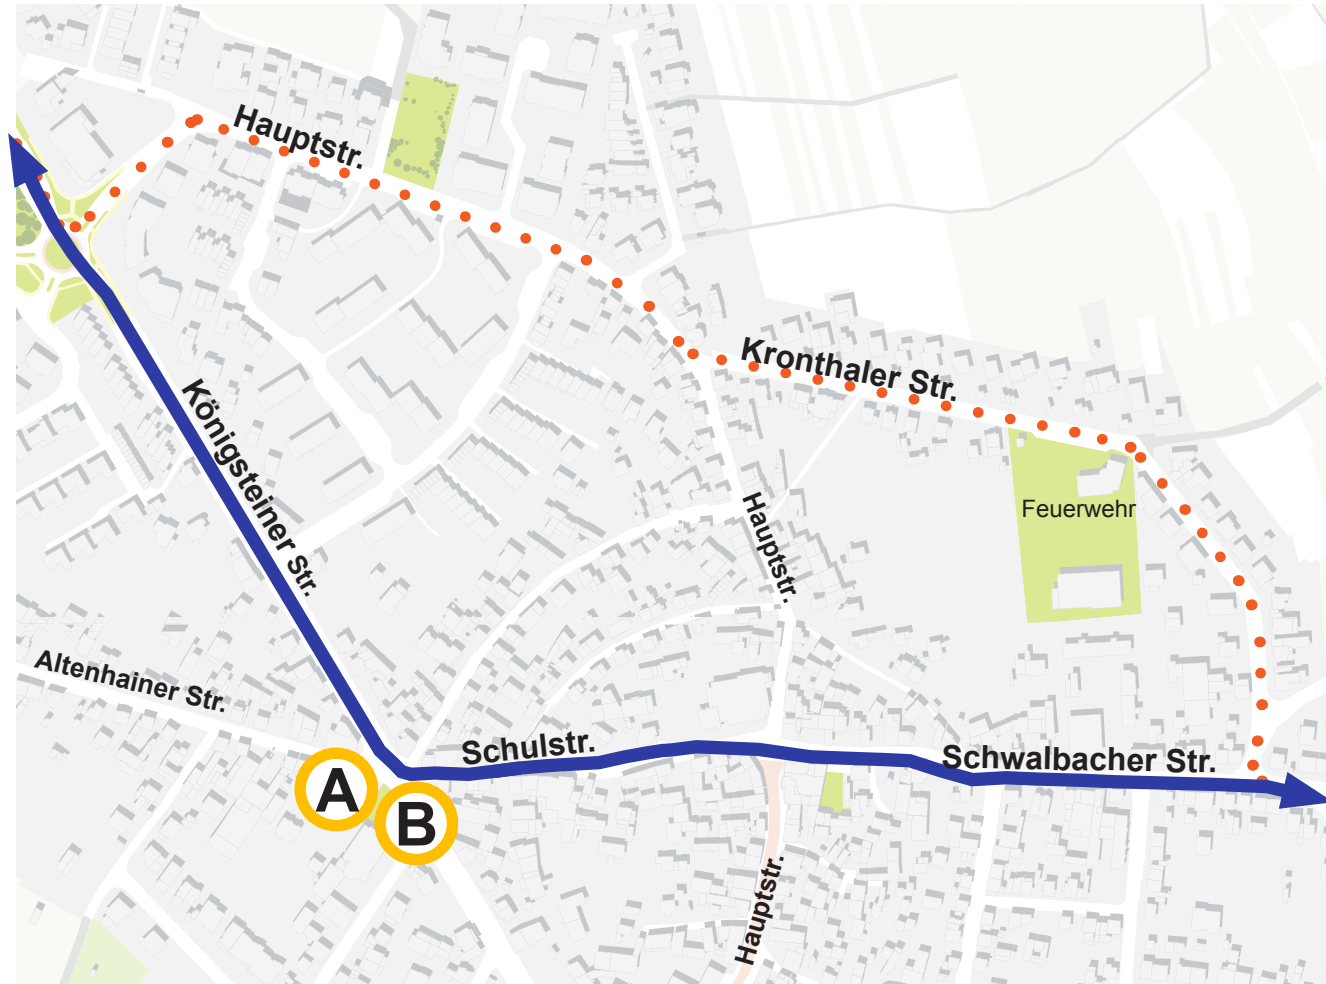 Hauptstr.
Kronthaler Str.
Königsteiner Str.
Hauptstr.
Feuerwehr
Altenhainer Str.
Schulstr.
Schwalbacher Str.
A
B
Hauptstr.